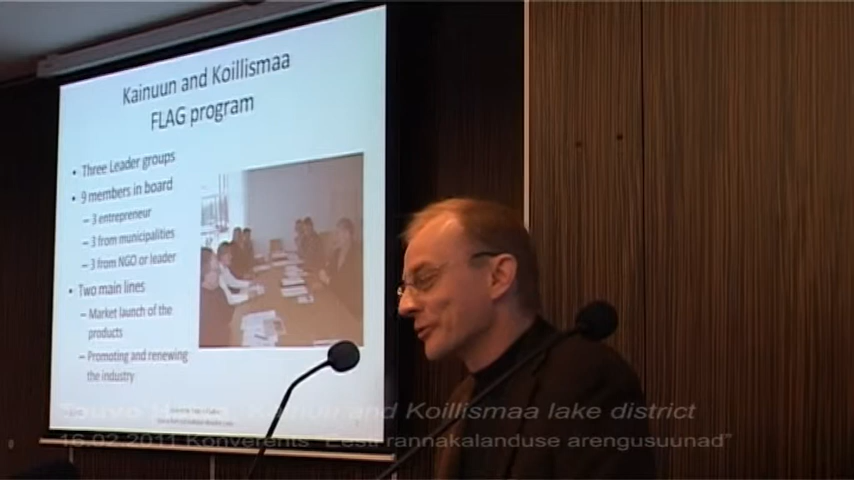 Kainuun and Koillismaa
FLAG program
• Three Leader groups
• 9 members in board
– 3 entrepreneur
– 3 from municipalities
– 3 from NGO or leader
• Two main lines
– Market launch of the
products
– Promoting and renewing
the industry
Kainuu and Koillismaa lake district
16.02.2011 Konverents "Eesti rannakalanduse arengusuunad"